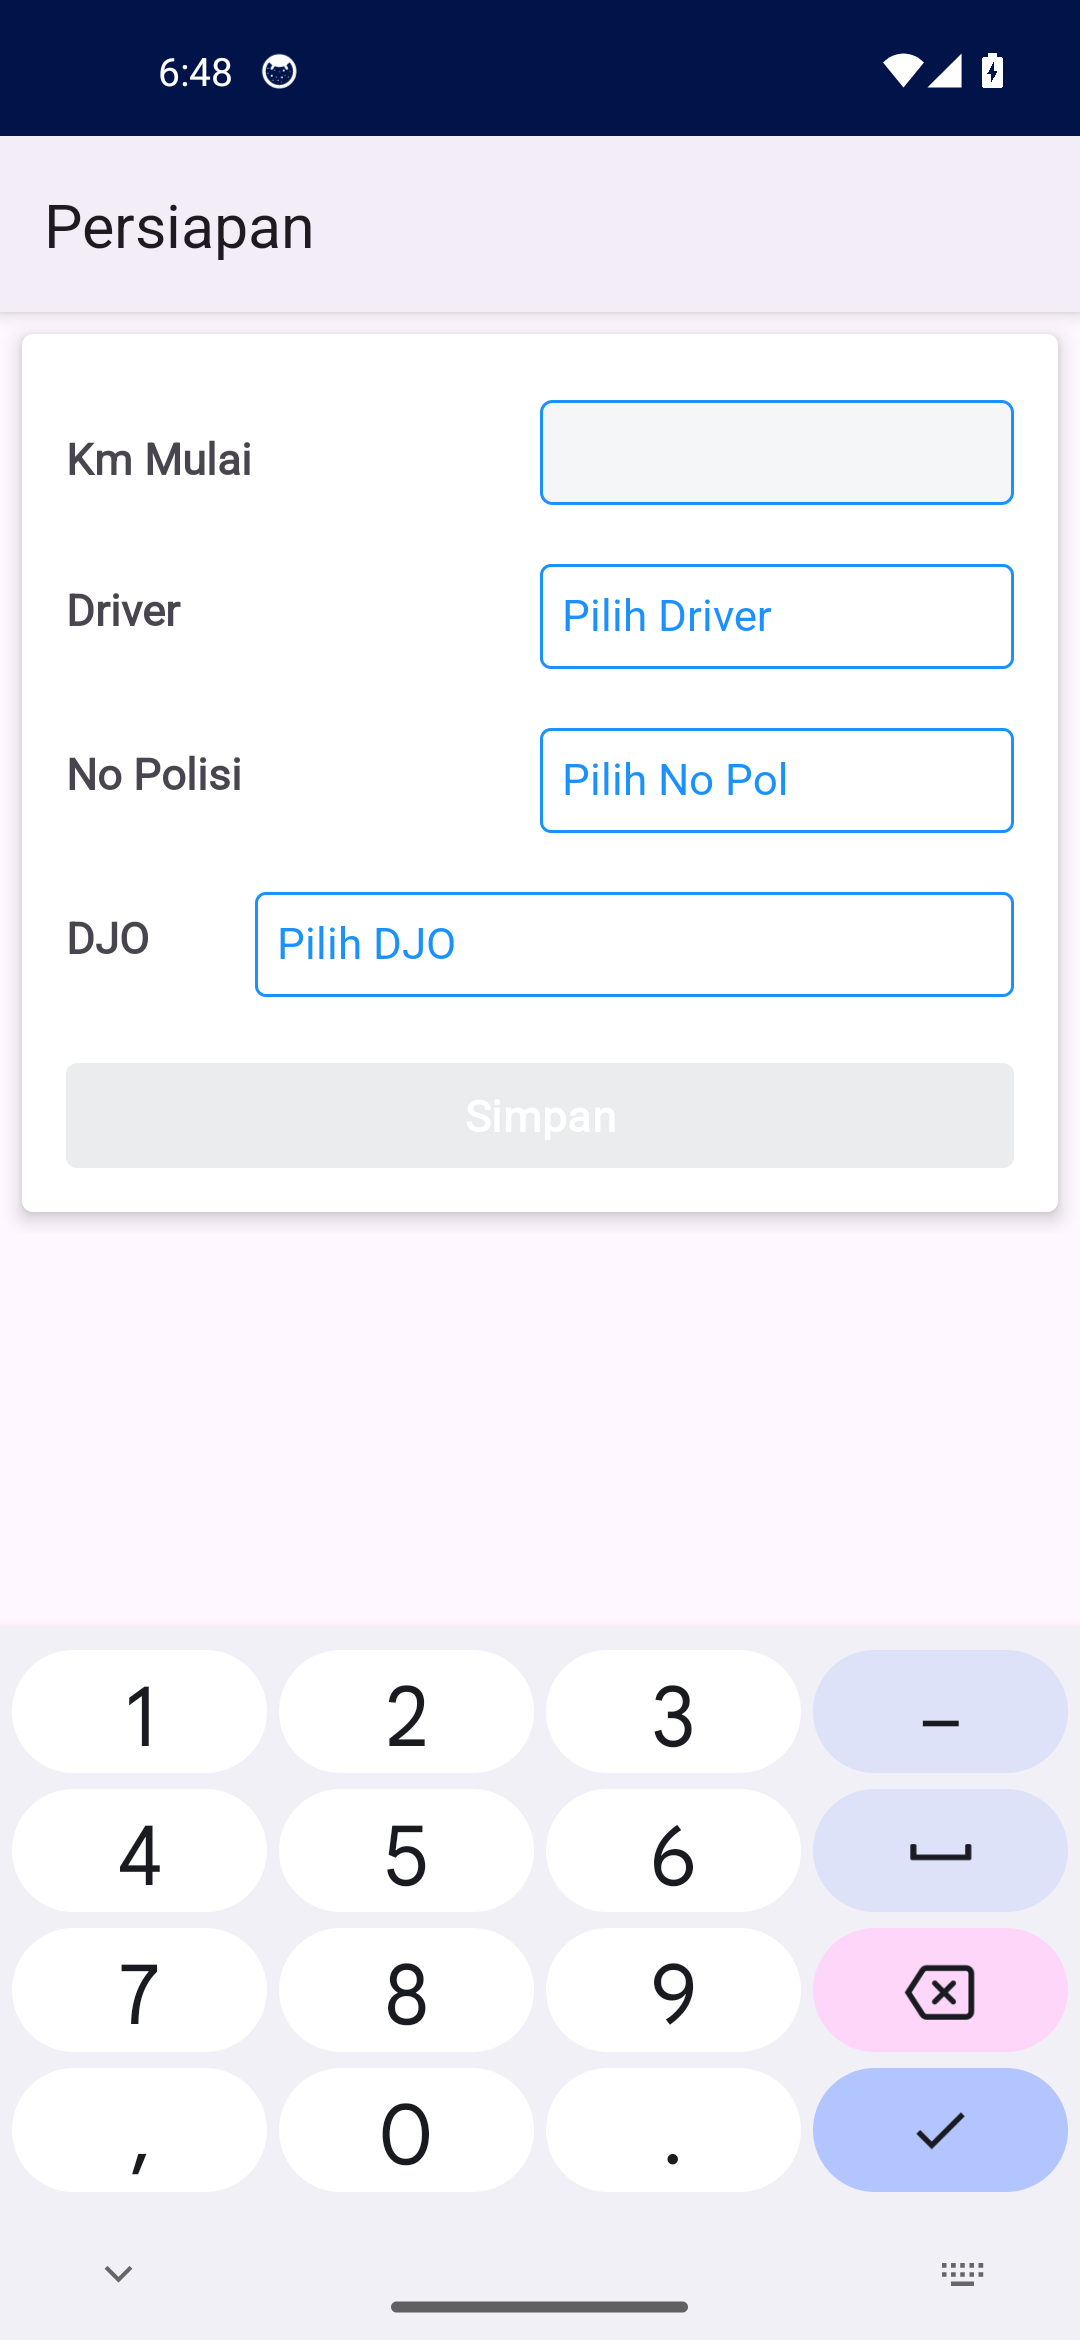 6:48
Persiapan
Km Mulai
Driver
Pilih Driver
No Polisi
Pilih No Pol
DJO
Pilih DJO
Simpan
1 2 3 –
4 5 6
7 8 9
, 0 .